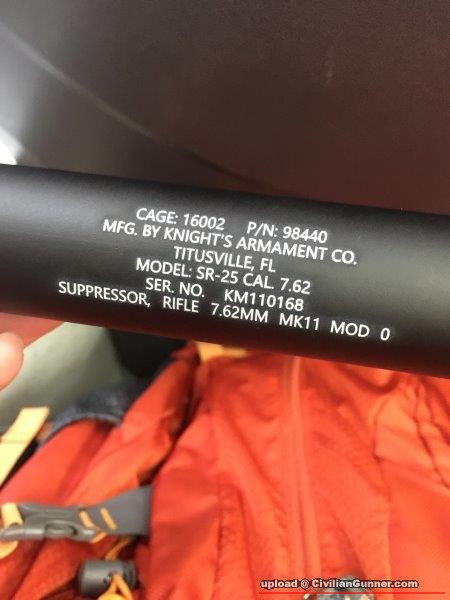 CAGE: 16002 P/N: 98440
MFG. BY KNIGHT'S ARMAMENT CO.
TITUSVILLE, FL
MODEL: SR-25 CAL. 7.62
SER. NO. KM110168
SUPPRESSOR, RIFLE 7.62MM MK11 MOD 0
upload @ CivilianGunner.com